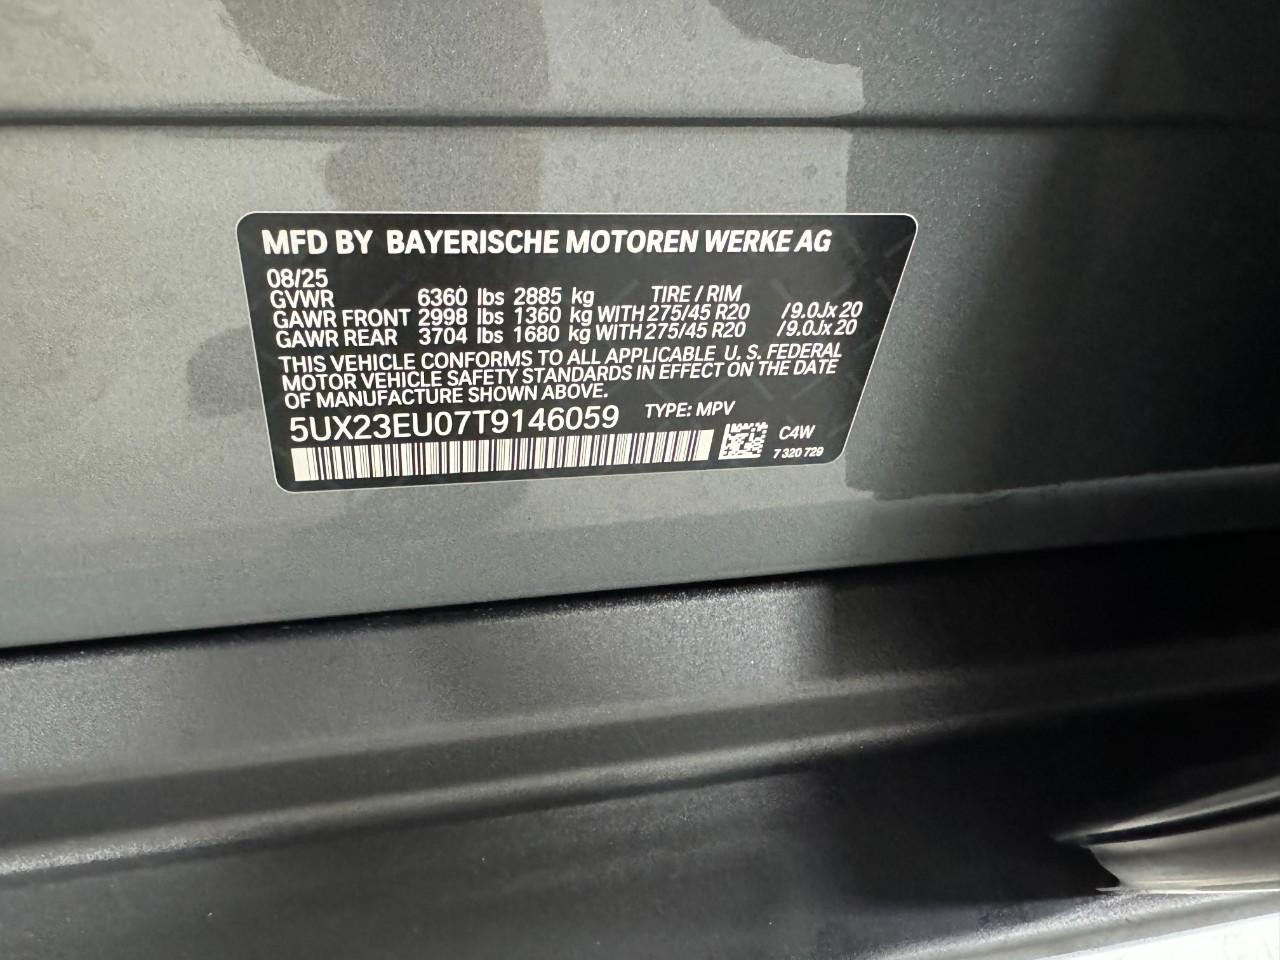 MFD BY BAYERISCHE MOTOREN WERKE AG
08/25
GVWR 6360 lbs 2885 kg TIRE / RIM
GAWR FRONT 2998 lbs 1360 kg WITH 275/45 R20 /9.0Jx20
GAWR REAR 3704 lbs 1680 kg WITH 275/45 R20 /9.0Jx20
THIS VEHICLE CONFORMS TO ALL APPLICABLE U. S. FEDERAL
MOTOR VEHICLE SAFETY STANDARDS IN EFFECT ON THE DATE
OF MANUFACTURE SHOWN ABOVE.
5UX23EU07T9146059 TYPE: MPV
C4W
7 320 729